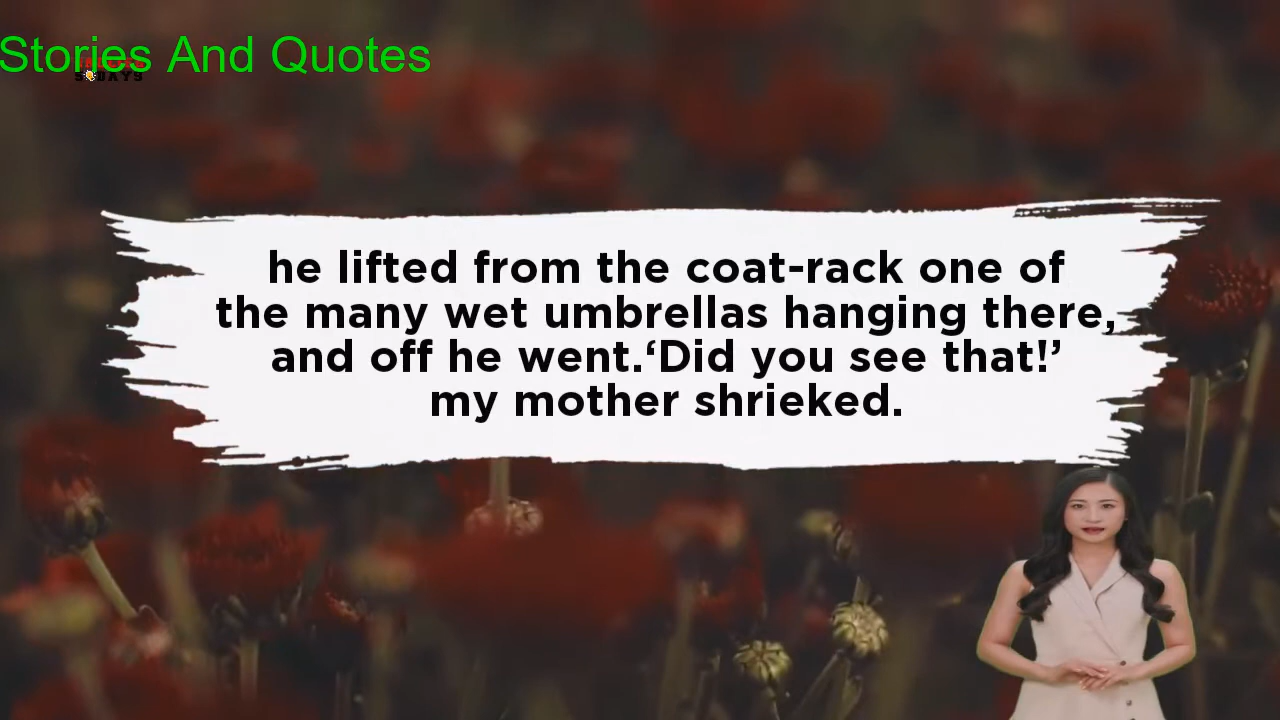 Stories And Quotes
he lifted from the coat-rack one of
the many wet umbrellas hanging there,
and off he went.‘Did you see that!’
my mother shrieked.